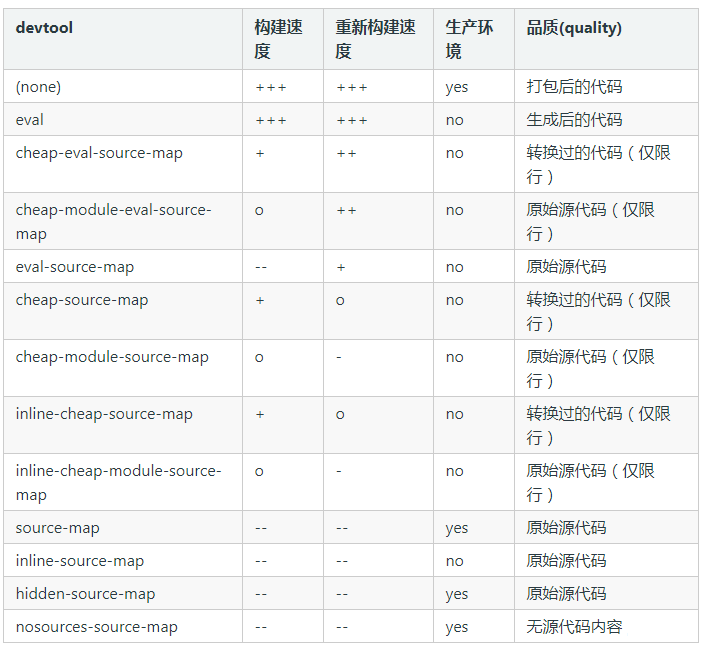 devtool 构建速度 重新构建速度 生产环境 品质(quality)
(none) +++ +++ yes 打包后的代码
eval +++ +++ no 生成后的代码
cheap-eval-source-map + ++ no 转换过的代码（仅限行）
cheap-module-eval-source-map o ++ no 原始源代码（仅限行）
eval-source-map -- + no 原始源代码
cheap-source-map + o no 转换过的代码（仅限行）
cheap-module-source-map o - no 原始源代码（仅限行）
inline-cheap-source-map + o no 转换过的代码（仅限行）
inline-cheap-module-source-map o - no 原始源代码（仅限行）
source-map -- -- yes 原始源代码
inline-source-map -- -- no 原始源代码
hidden-source-map -- -- yes 原始源代码
nosources-source-map -- -- yes 无源代码内容